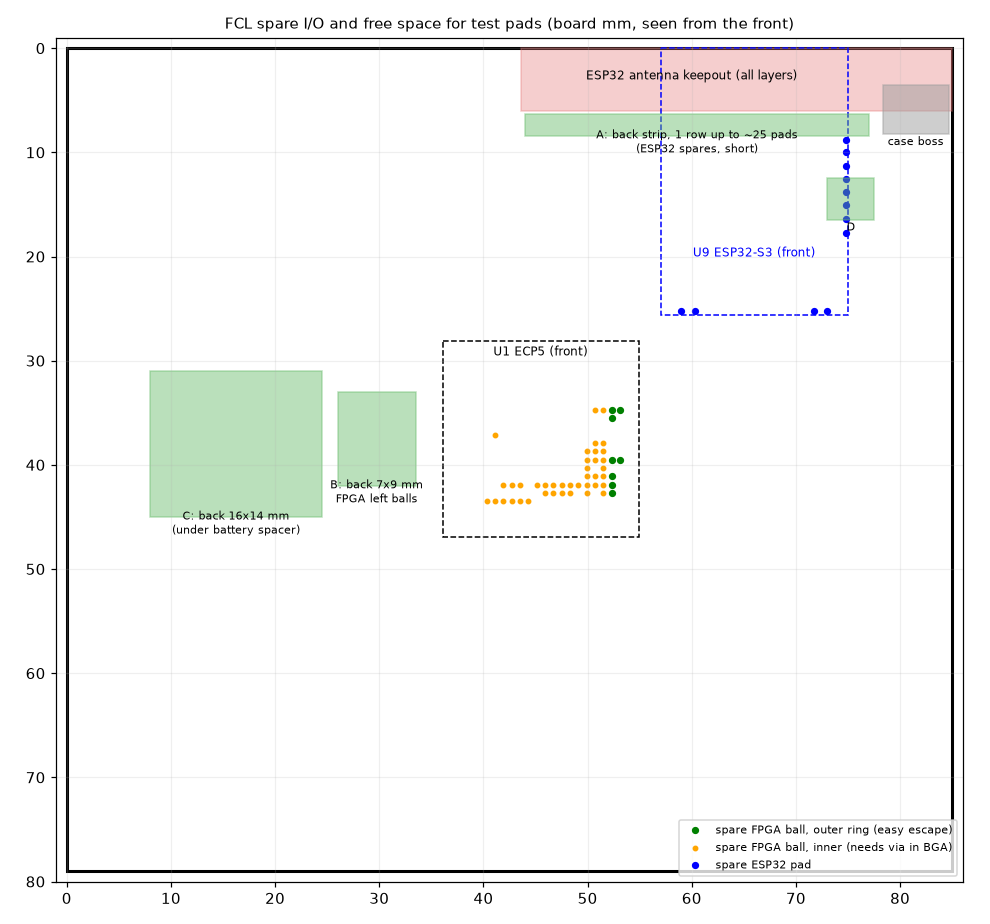 FCL spare I/O and free space for test pads (board mm, seen from the front)
0
ESP32 antenna keepout (all layers)
A: back strip, 1 row up to ~25 pads
(ESP32 spares, short)
case boss
10
D
20
U9 ESP32-S3 (front)
30
U1 ECP5 (front)
40
B: back 7x9 mm
FPGA left balls
C: back 16x14 mm
(under battery spacer)
50
60
70
spare FPGA ball, outer ring (easy escape)
spare FPGA ball, inner (needs via in BGA)
spare ESP32 pad
80
0 10 20 30 40 50 60 70 80